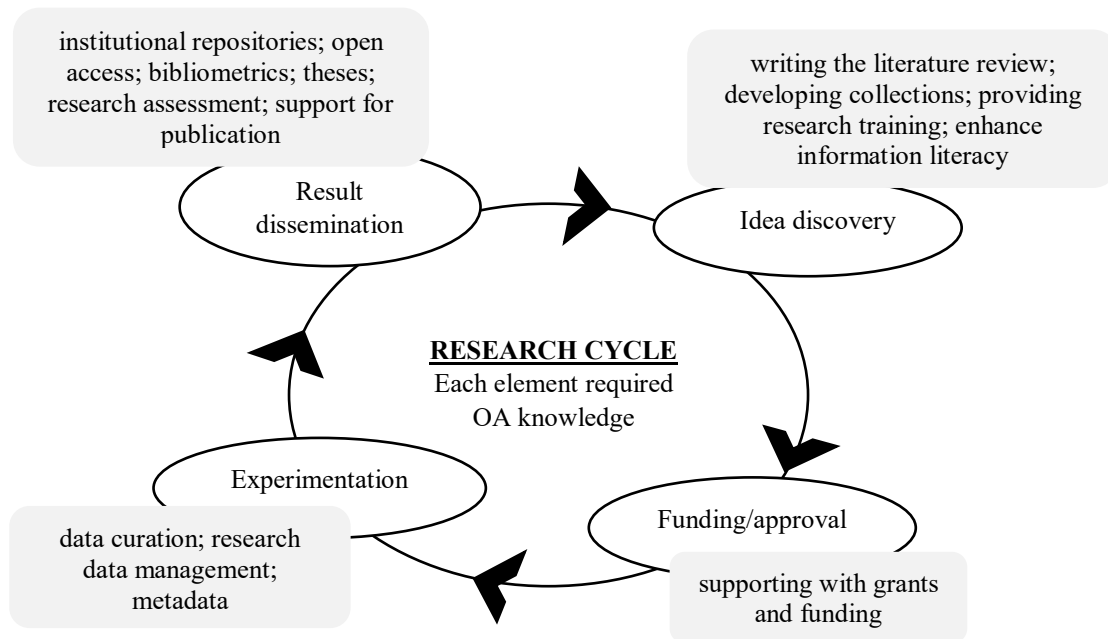 institutional repositories; open
access; bibliometrics; theses;
research assessment; support for
publication
writing the literature review;
developing collections; providing
research training; enhance
information literacy
Result
dissemination
Idea discovery
RESEARCH CYCLE
Each element required
OA knowledge
Experimentation
Funding/approval
data curation; research
data management;
metadata
supporting with grants
and funding